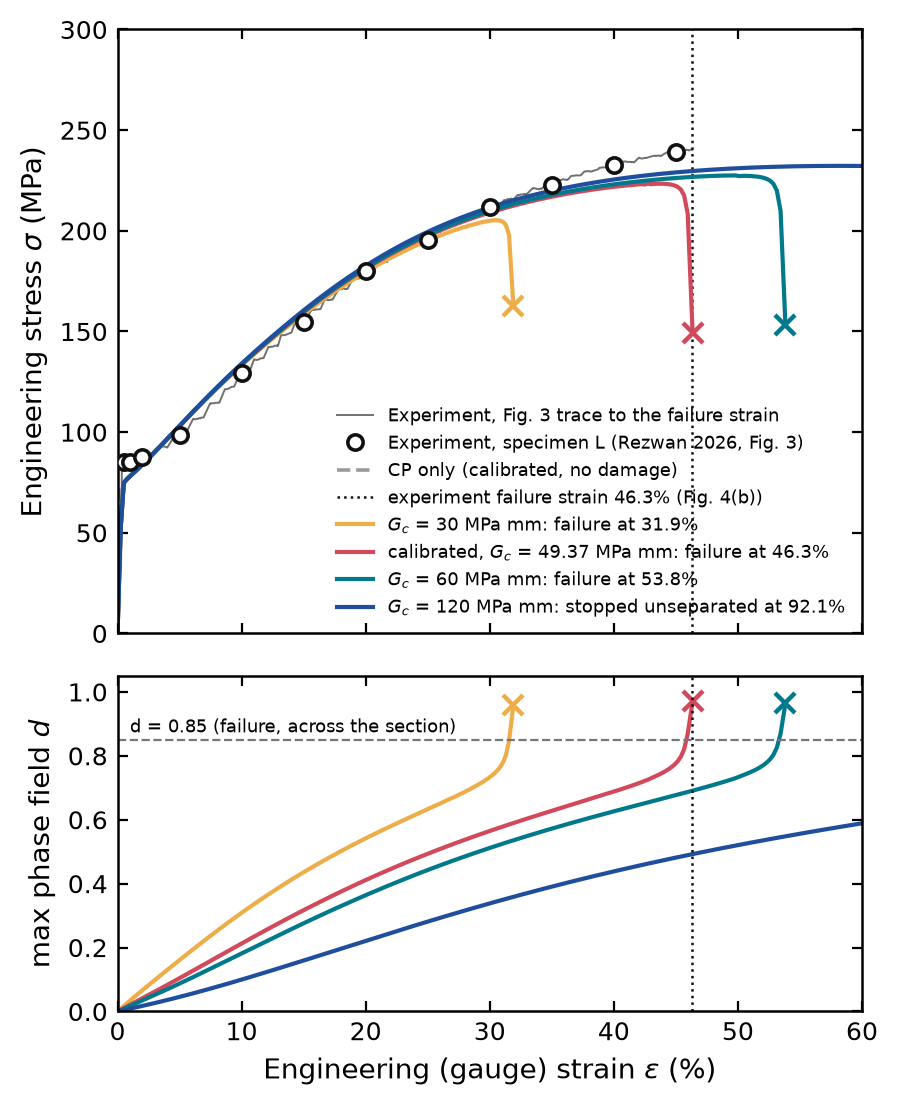 300
250
200
150
100
50
0
Engineering stress σ (MPa)
Experiment, Fig. 3 trace to the failure strain
Experiment, specimen L (Rezwan 2026, Fig. 3)
CP only (calibrated, no damage)
experiment failure strain 46.3% (Fig. 4(b))
G_c = 30 MPa mm: failure at 31.9%
calibrated, G_c = 49.37 MPa mm: failure at 46.3%
G_c = 60 MPa mm: failure at 53.8%
G_c = 120 MPa mm: stopped unseparated at 92.1%
1.0
0.8
0.6
0.4
0.2
0.0
max phase field d
d = 0.85 (failure, across the section)
0 10 20 30 40 50 60
Engineering (gauge) strain ε (%)